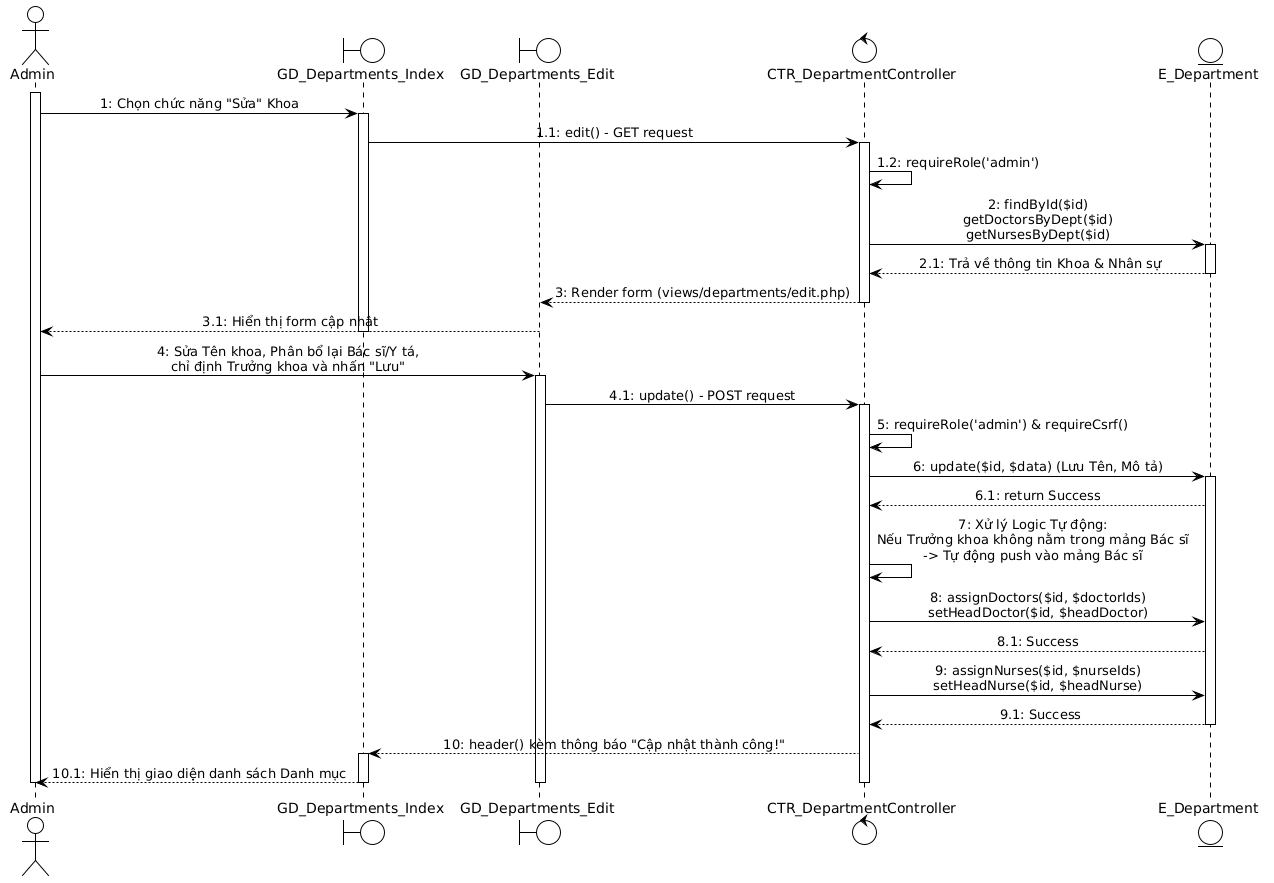 Admin
GD_Departments_Index
GD_Departments_Edit
CTR_DepartmentController
E_Department
1: Chọn chức năng "Sửa" Khoa
1.1: edit() - GET request
1.2: requireRole('admin')
2: findById($id)
getDoctorsByDept($id)
getNursesByDept($id)
2.1: Trả về thông tin Khoa & Nhân sự
3: Render form (views/departments/edit.php)
3.1: Hiển thị form cập nhật
4: Sửa Tên khoa, Phân bổ lại Bác sĩ/Y tá,
chỉ định Trưởng khoa và nhấn "Lưu"
4.1: update() - POST request
5: requireRole('admin') & requireCsrf()
6: update($id, $data) (Lưu Tên, Mô tả)
6.1: return Success
7: Xử lý Logic Tự động:
Nếu Trưởng khoa không nằm trong mảng Bác sĩ
-> Tự động push vào mảng Bác sĩ
8: assignDoctors($id, $doctorIds)
setHeadDoctor($id, $headDoctor)
8.1: Success
9: assignNurses($id, $nurseIds)
setHeadNurse($id, $headNurse)
9.1: Success
10: header() kèm thông báo "Cập nhật thành công!"
10.1: Hiển thị giao diện danh sách Danh mục
Admin
GD_Departments_Index
GD_Departments_Edit
CTR_DepartmentController
E_Department